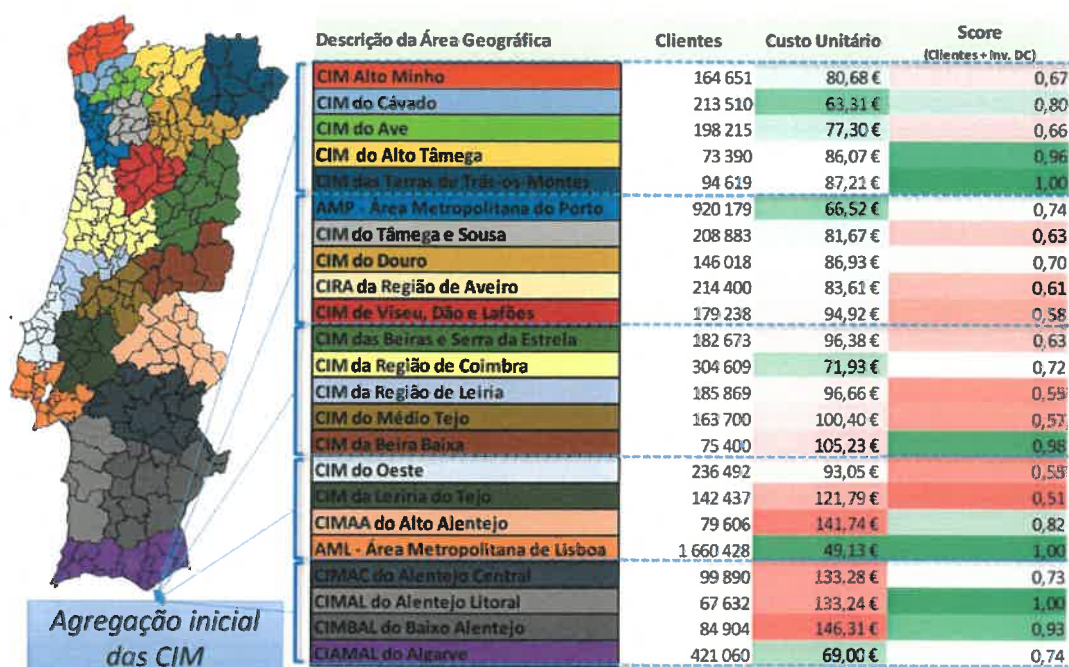 Descrição da Área Geográfica Clientes Custo Unitário Score
(Clientes + Inv. DC)
CIM Alto Minho 164 651 80,68 € 0,67
CIM do Cávado 213 510 63,31 € 0,80
CIM do Ave 198 215 77,30 € 0,66
CIM do Alto Tâmega 73 390 86,07 € 0,96
CIM das Terras de Trás-os-Montes 94 619 87,21 € 1,00
AMP - Área Metropolitana do Porto 920 179 66,52 € 0,74
CIM do Tâmega e Sousa 208 883 81,67 € 0,63
CIM do Douro 146 018 86,93 € 0,70
CIRA da Região de Aveiro 214 400 83,61 € 0,61
CIM de Viseu, Dão e Lafões 179 238 94,92 € 0,58
CIM das Beiras e Serra da Estrela 182 673 96,38 € 0,63
CIM da Região de Coimbra 304 609 71,93 € 0,72
CIM da Região de Leiria 185 869 96,66 € 0,55
CIM do Médio Tejo 163 700 100,40 € 0,57
CIM da Beira Baixa 75 400 105,23 € 0,98
CIM do Oeste 236 492 93,05 € 0,55
CIM da Lezíria do Tejo 142 437 121,79 € 0,51
CIMAA do Alto Alentejo 79 606 141,74 € 0,82
AML - Área Metropolitana de Lisboa 1 660 428 49,13 € 1,00
CIMAC do Alentejo Central 99 890 133,28 € 0,73
CIMAL do Alentejo Litoral 67 632 133,24 € 1,00
CIMBAL do Baixo Alentejo 84 904 146,31 € 0,93
CIAMAL do Algarve 421 060 69,00 € 0,74
Agregação inicial
das CIM